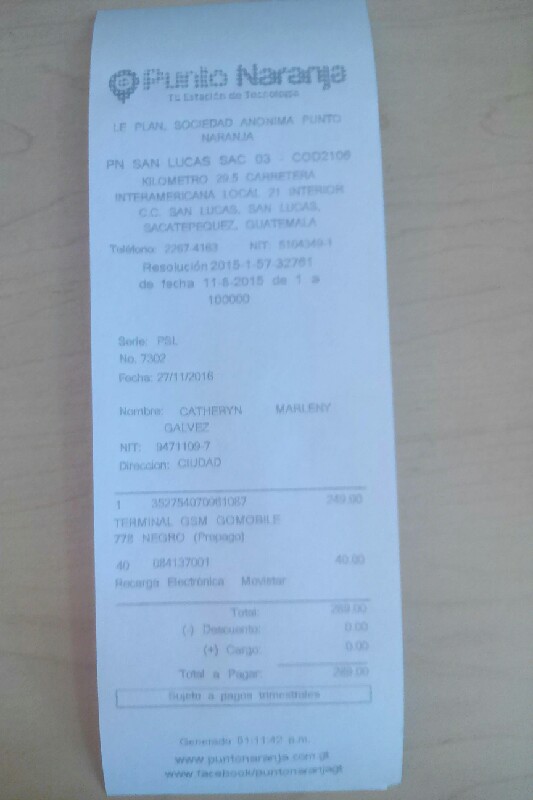 Punto Naranja
Tu Estación de Tecnología
LE PLAN, SOCIEDAD ANONIMA PUNTO
NARANJA
PN SAN LUCAS SAC 03 : COD2106
KILOMETRO 29.5 CARRETERA
INTERAMERICANA LOCAL 21 INTERIOR
C.C. SAN LUCAS, SAN LUCAS,
SACATEPEQUEZ, GUATEMALA
Teléfono: 2267-4163 NIT: 5104349-1
Resolución 2015-1-57-32761
de fecha 11-8-2015 de 1 al
100000
Serie: PSL
No. 7302
Fecha: 27/11/2016
Nombre: CATHERYN MARLENY
GALVEZ
NIT: 9471109-7
Direccion: CIUDAD
1 352754070961087 249.00
TERMINAL GSM GOMOBILE
778 NEGRO (Prepago)
40 084137001 40.00
Recarga Electrónica Movistar
Total: 289.00
(-) Descuento: 0.00
(+) Cargo: 0.00
Total a Pagar: 289.00
Sujeto a pagos trimestrales
Generado 01:11:42 p.m.
www.puntonaranja.com.gt
www.facebook/puntonaranjagt